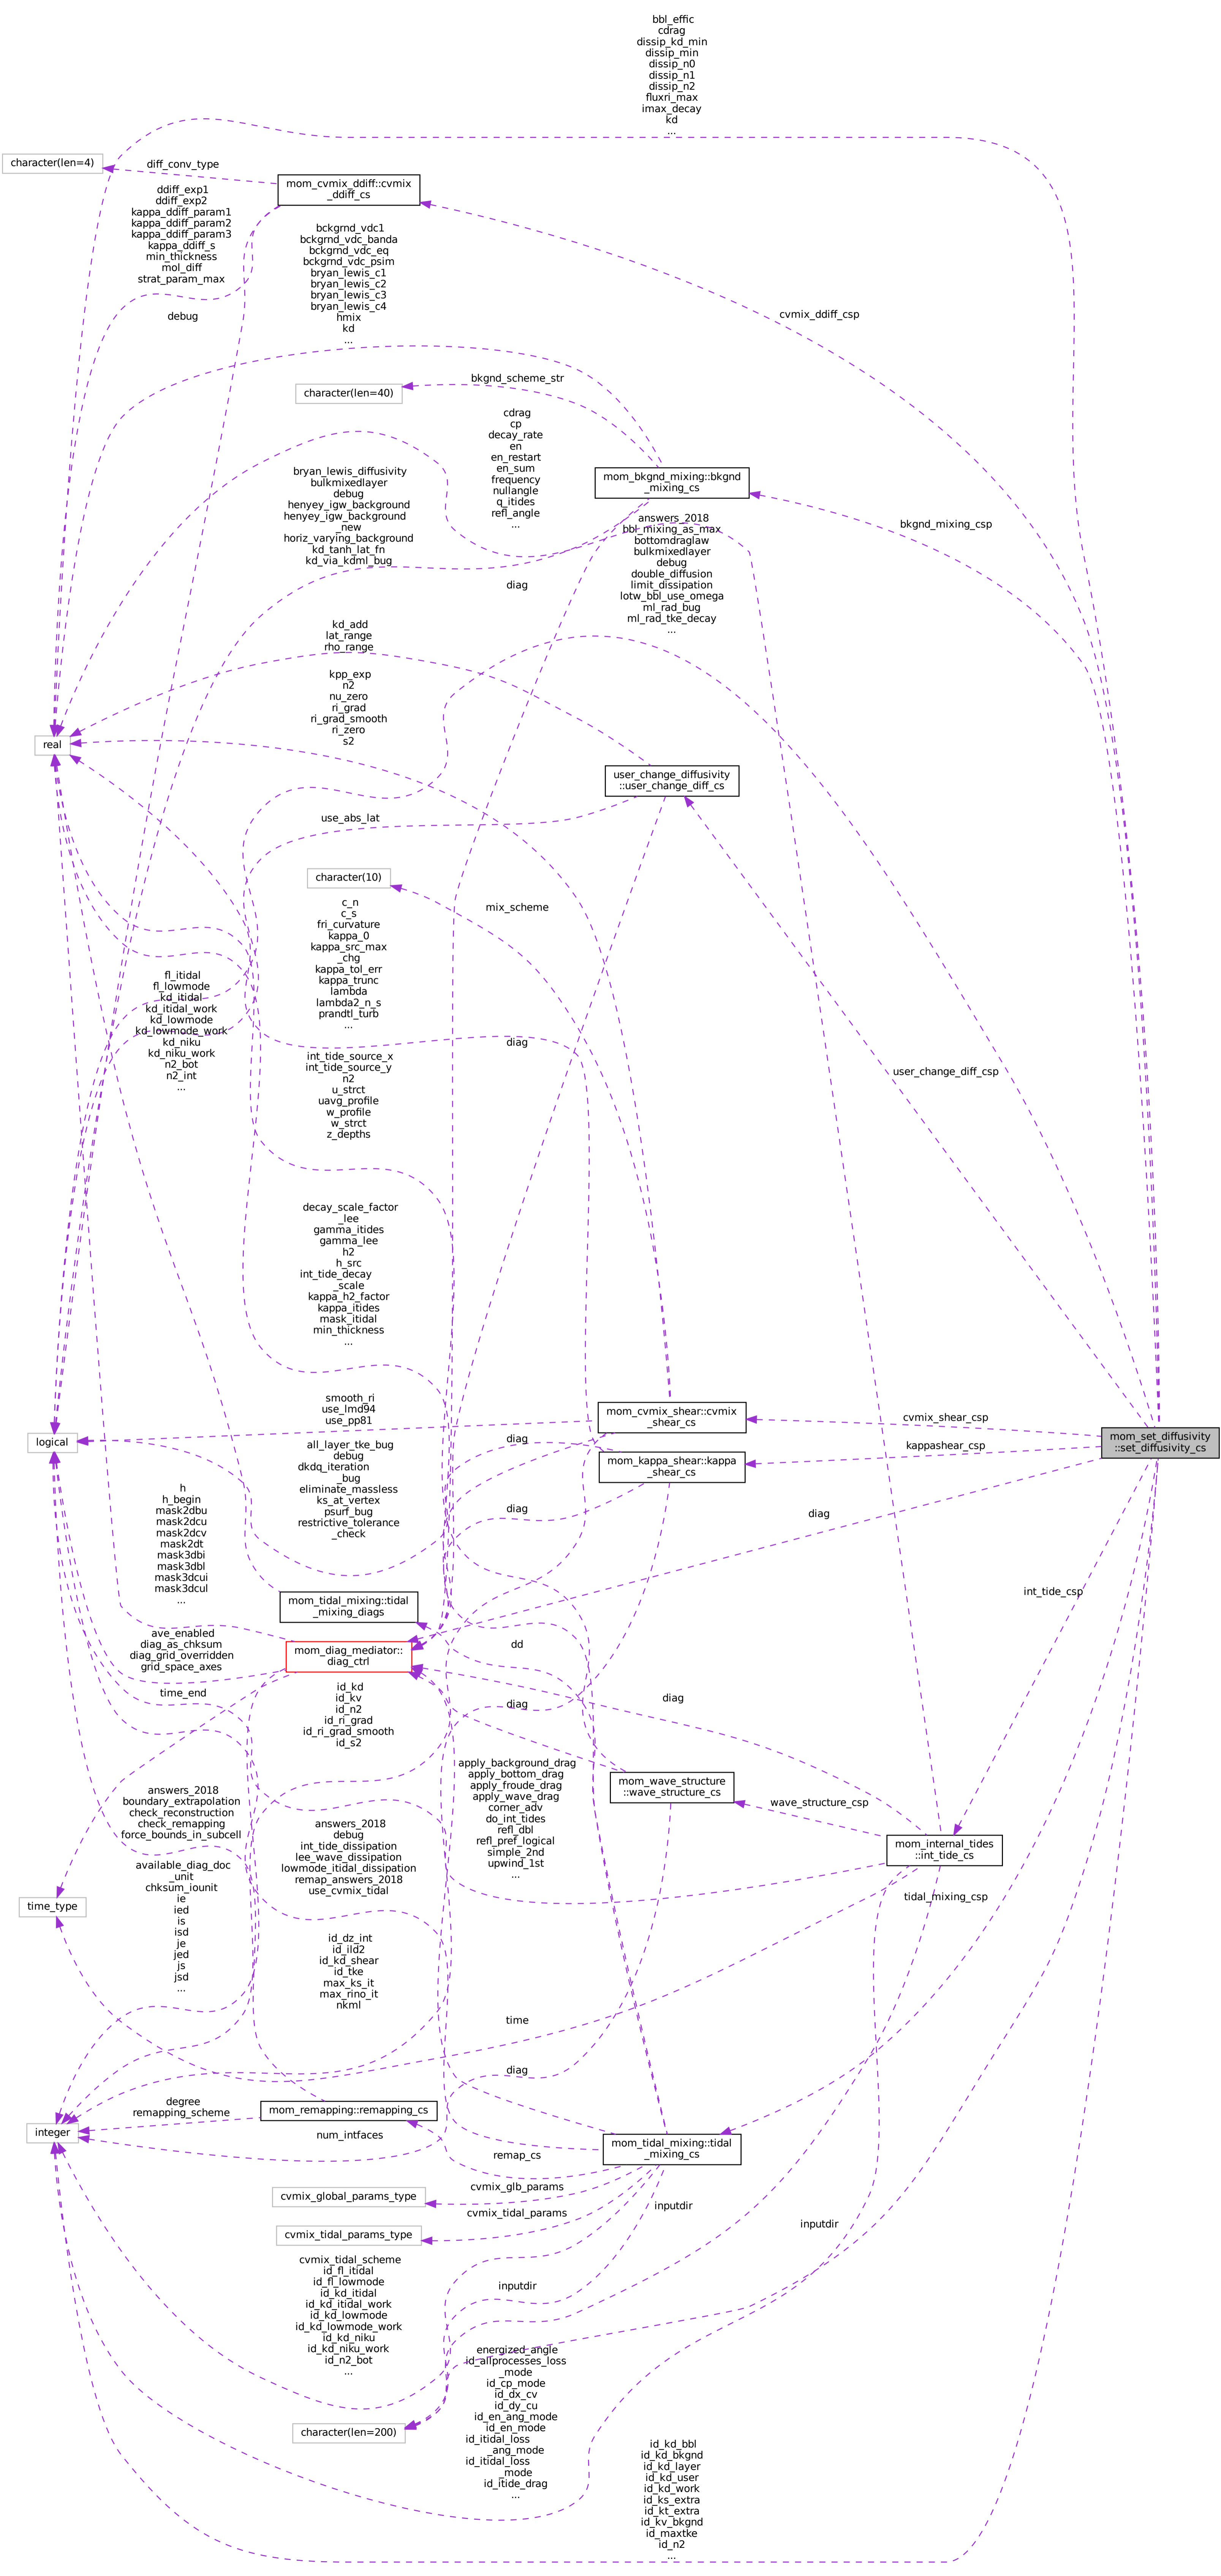 bbl_effic
cdrag
dissip_kd_min
dissip_min
dissip_n0
dissip_n1
dissip_n2
fluxri_max
imax_decay
kd
...
character(len=4)
diff_conv_type
mom_cvmix_ddiff::cvmix
_ddiff_cs
ddiff_exp1
ddiff_exp2
kappa_ddiff_param1
kappa_ddiff_param2
kappa_ddiff_param3
kappa_ddiff_s
min_thickness
mol_diff
strat_param_max
debug
bckgrnd_vdc1
bckgrnd_vdc_banda
bckgrnd_vdc_eq
bckgrnd_vdc_psim
bryan_lewis_c1
bryan_lewis_c2
bryan_lewis_c3
bryan_lewis_c4
hmix
kd
...
cvmix_ddiff_csp
character(len=40)
bkgnd_scheme_str
cdrag
cp
decay_rate
en
en_restart
en_sum
frequency
nullangle
q_itides
refl_angle
...
mom_bkgnd_mixing::bkgnd
_mixing_cs
bkgnd_mixing_csp
bryan_lewis_diffusivity
bulkmixedlayer
debug
henyey_igw_background
henyey_igw_background
_new
horiz_varying_background
kd_tanh_lat_fn
kd_via_kdml_bug
answers_2018
bbl_mixing_as_max
bottomdraglaw
bulkmixedlayer
debug
double_diffusion
limit_dissipation
lotw_bbl_use_omega
ml_rad_bug
ml_rad_tke_decay
...
diag
kd_add
lat_range
rho_range
kpp_exp
n2
nu_zero
ri_grad
ri_grad_smooth
ri_zero
s2
real
user_change_diffusivity
::user_change_diff_cs
use_abs_lat
character(10)
mix_scheme
c_n
c_s
fri_curvature
kappa_0
kappa_src_max
_chg
kappa_tol_err
kappa_trunc
lambda
lambda2_n_s
prandtl_turb
...
fl_itidal
fl_lowmode
kd_itidal
kd_itidal_work
kd_lowmode
kd_lowmode_work
kd_niku
kd_niku_work
n2_bot
n2_int
...
diag
int_tide_source_x
int_tide_source_y
n2
u_strct
uavg_profile
w_profile
w_strct
z_depths
user_change_diff_csp
decay_scale_factor
_lee
gamma_itides
gamma_lee
h2
h_src
int_tide_decay
_scale
kappa_h2_factor
kappa_itides
mask_itidal
min_thickness
...
smooth_ri
use_lmd94
use_pp81
mom_cvmix_shear::cvmix
_shear_cs
cvmix_shear_csp
mom_set_diffusivity
::set_diffusivity_cs
logical
diag
kappashear_csp
mom_kappa_shear::kappa
_shear_cs
all_layer_tke_bug
debug
dkdq_iteration
_bug
eliminate_massless
ks_at_vertex
psurf_bug
restrictive_tolerance
_check
h
h_begin
mask2dbu
mask2dcu
mask2dcv
mask2dt
mask3dbi
mask3dbl
mask3dcui
mask3dcul
...
diag
diag
int_tide_csp
mom_tidal_mixing::tidal
_mixing_diags
ave_enabled
diag_as_chksum
diag_grid_overridden
grid_space_axes
mom_diag_mediator::
diag_ctrl
dd
time_end
id_kd
id_kv
id_n2
id_ri_grad
id_ri_grad_smooth
id_s2
diag
diag
apply_background_drag
apply_bottom_drag
apply_froude_drag
apply_wave_drag
corner_adv
do_int_tides
refl_dbl
refl_pref_logical
simple_2nd
upwind_1st
...
mom_wave_structure
::wave_structure_cs
wave_structure_csp
mom_internal_tides
::int_tide_cs
answers_2018
boundary_extrapolation
check_reconstruction
check_remapping
force_bounds_in_subcell
answers_2018
debug
int_tide_dissipation
lee_wave_dissipation
lowmode_itidal_dissipation
remap_answers_2018
use_cvmix_tidal
available_diag_doc
_unit
chksum_iounit
ie
ied
is
isd
je
jed
js
jsd
...
time_type
tidal_mixing_csp
id_dz_int
id_ild2
id_kd_shear
id_tke
max_ks_it
max_rino_it
nkml
time
diag
degree
remapping_scheme
mom_remapping::remapping_cs
integer
num_intfaces
remap_cs
mom_tidal_mixing::tidal
_mixing_cs
inputdir
cvmix_global_params_type
cvmix_glb_params
cvmix_tidal_params
cvmix_tidal_params_type
inputdir
cvmix_tidal_scheme
id_fl_itidal
id_fl_lowmode
id_kd_itidal
id_kd_itidal_work
id_kd_lowmode
id_kd_lowmode_work
id_kd_niku
id_kd_niku_work
id_n2_bot
...
inputdir
energized_angle
id_allprocesses_loss
_mode
id_cp_mode
id_dx_cv
id_dy_cu
id_en_ang_mode
id_en_mode
id_itidal_loss
_ang_mode
id_itidal_loss
_mode
id_itide_drag
...
character(len=200)
id_kd_bbl
id_kd_bkgnd
id_kd_layer
id_kd_user
id_kd_work
id_ks_extra
id_kt_extra
id_kv_bkgnd
id_maxtke
id_n2
...